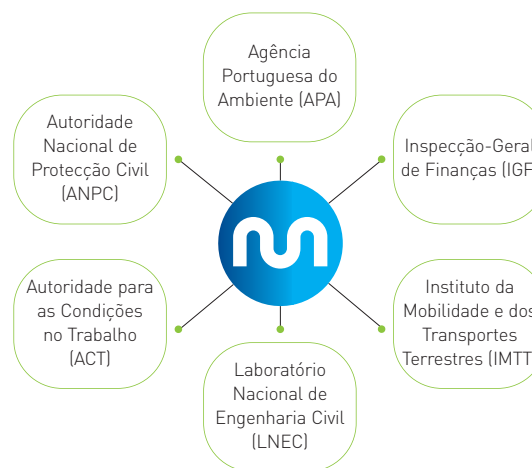 Agência
Portuguesa do
Ambiente (APA)
Autoridade
Nacional de
Protecção Civil
(ANPC)
Inspecção-Geral
de Finanças (IGF
Autoridade para
as Condições
no Trabalho
(ACT)
Instituto da
Mobilidade e dos
Transportes
Terrestres (IMTT
Laboratório
Nacional de
Engenharia Civil
(LNEC)